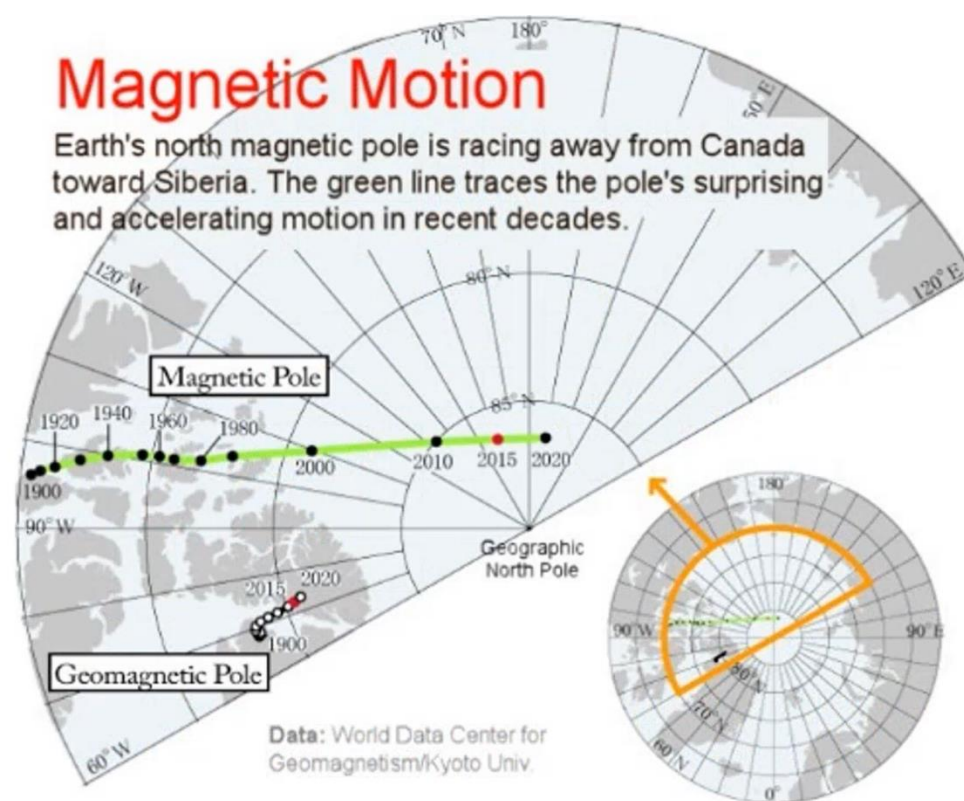 70°N
180°
Magnetic Motion
50°E
Earth's north magnetic pole is racing away from Canada
toward Siberia. The green line traces the pole's surprising
and accelerating motion in recent decades.
120°W
80°N
120°E
Magnetic Pole
85°N
1920
1940
1960
1980
2000
2010
2015
2020
1900
90°W
Geographic
North Pole
180°
2015
2020
1900
90°W
90°E
Geomagnetic Pole
80°N
70°N
60°N
0°
60°W
Data: World Data Center for
Geomagnetism/Kyoto Univ.